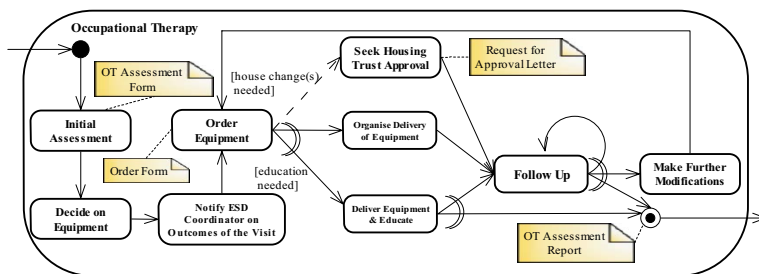 Occupational Therapy
Seek Housing
Trust Approval
Request for
Approval Letter
OT Assessment
Form
[house change(s)
needed]
Initial
Assessment
Order
Equipment
Organise Delivery
of Equipment
Order Form
[education
needed]
Follow Up
Make Further
Modifications
Decide on
Equipment
Notify ESD
Coordinator on
Outcomes of the Visit
Deliver Equipment
& Educate
OT Assessment
Report